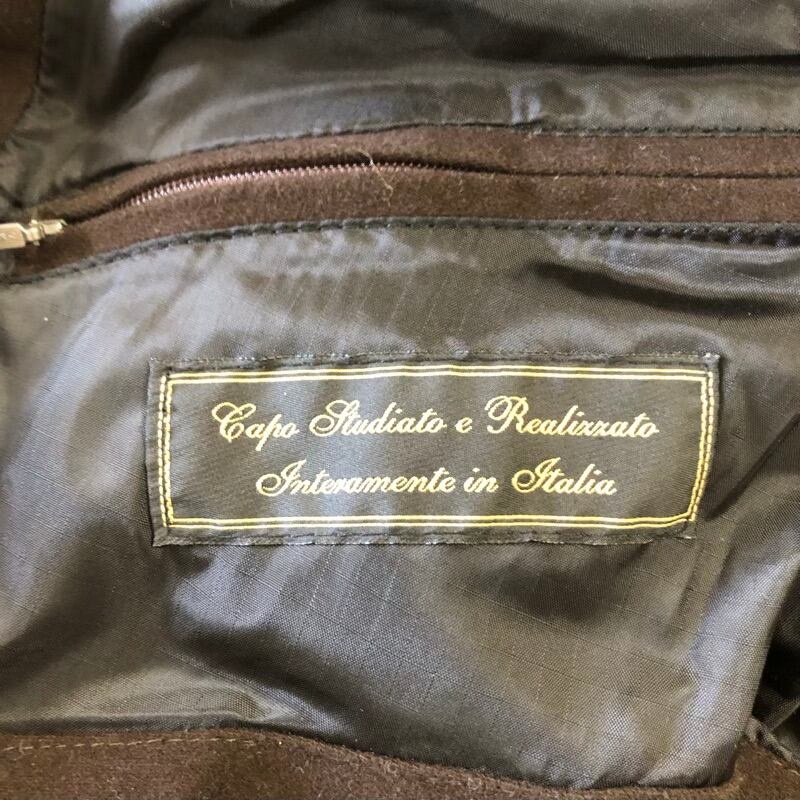 Capo Studiato e Realizzato
Interamente in Italia